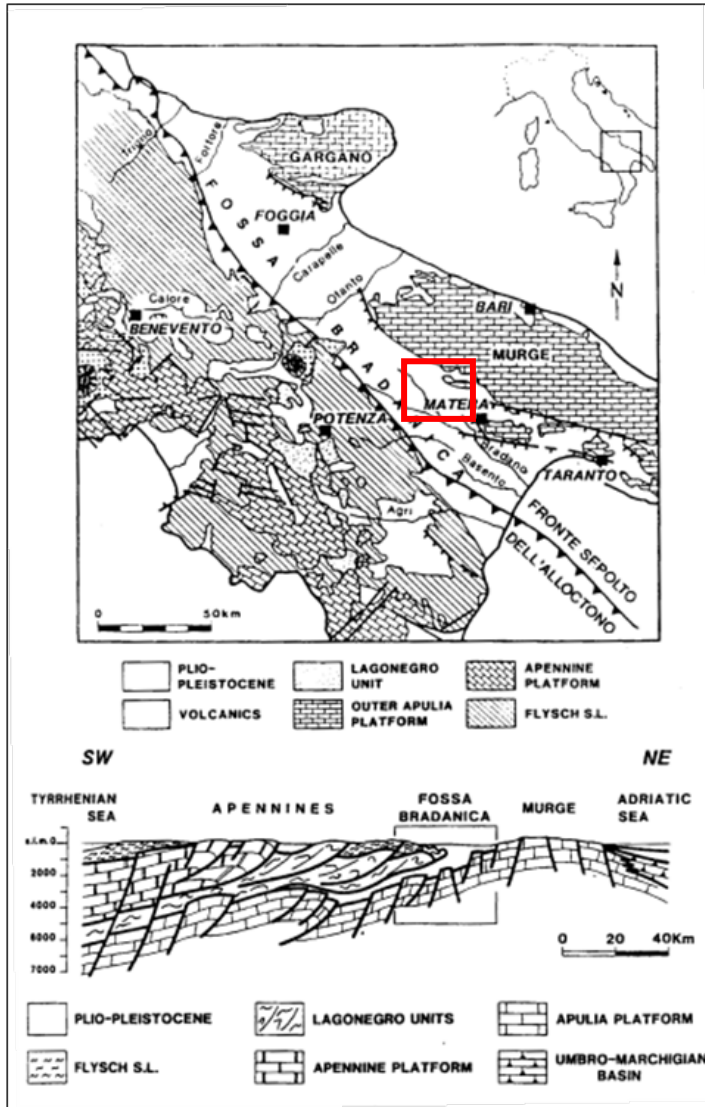 Trigno
Fortore
GARGANO
FOSSA
FOGGIA
Carapelle
Ofanto
N
Calore
BENEVENTO
BRADANICA
BARI
MURGE
MATERA
POTENZA
Bradano
Basento
TARANTO
Agri
FRONTE SEPOLTO
DELL'ALLOCTONO
0 50km
PLIO-
PLEISTOCENE
LAGONEGRO
UNIT
APENNINE
PLATFORM
VOLCANICS
OUTER APULIA
PLATFORM
FLYSCH S.L.
SW NE
TYRRHENIAN
SEA
APENNINES
FOSSA
BRADANICA
MURGE
ADRIATIC
SEA
s.l.m. 0
2000
4000
6000
7000
0 20 40Km
PLIO-PLEISTOCENE
LAGONEGRO UNITS
APULIA PLATFORM
FLYSCH S.L.
APENNINE PLATFORM
UMBRO-MARCHIGIAN
BASIN